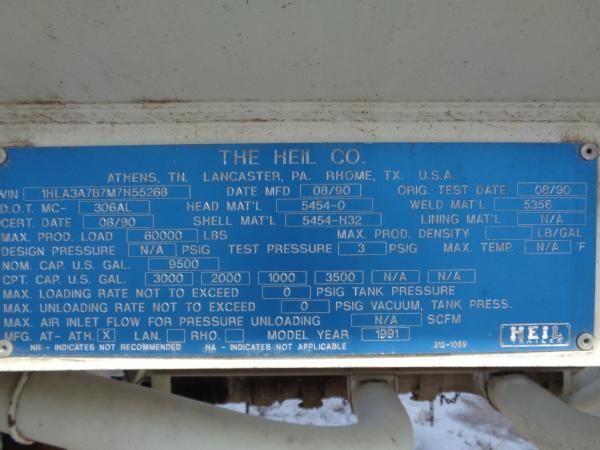 THE HEIL CO.
ATHENS, TN. LANCASTER, PA. RHOME, TX. U.S.A.
VIN 1HLA3A7B7M7H55268 DATE MFD 08/90 ORIG. TEST DATE 08/90
D.O.T. MC- 306AL HEAD MAT'L 5454-0 WELD MAT'L 5356
CERT. DATE 08/90 SHELL MAT'L 5454-H32 LINING MAT'L N/A
MAX. PROD. LOAD 60000 LBS MAX. PROD. DENSITY LB/GAL
DESIGN PRESSURE N/A PSIG TEST PRESSURE 3 PSIG MAX. TEMP. N/A °F
NOM. CAP. U.S. GAL. 9500
CPT. CAP. U.S. GAL. 3000 2000 1000 3500 N/A N/A
MAX. LOADING RATE NOT TO EXCEED 0 PSIG TANK PRESSURE
MAX. UNLOADING RATE NOT TO EXCEED 0 PSIG VACUUM, TANK PRESS.
MAX. AIR INLET FLOW FOR PRESSURE UNLOADING N/A SCFM
MFG. AT- ATH. X LAN. RHO. MODEL YEAR 1991
NR - INDICATES NOT RECOMMENDED NA - INDICATES NOT APPLICABLE 212-1059
HEIL
TRAILER